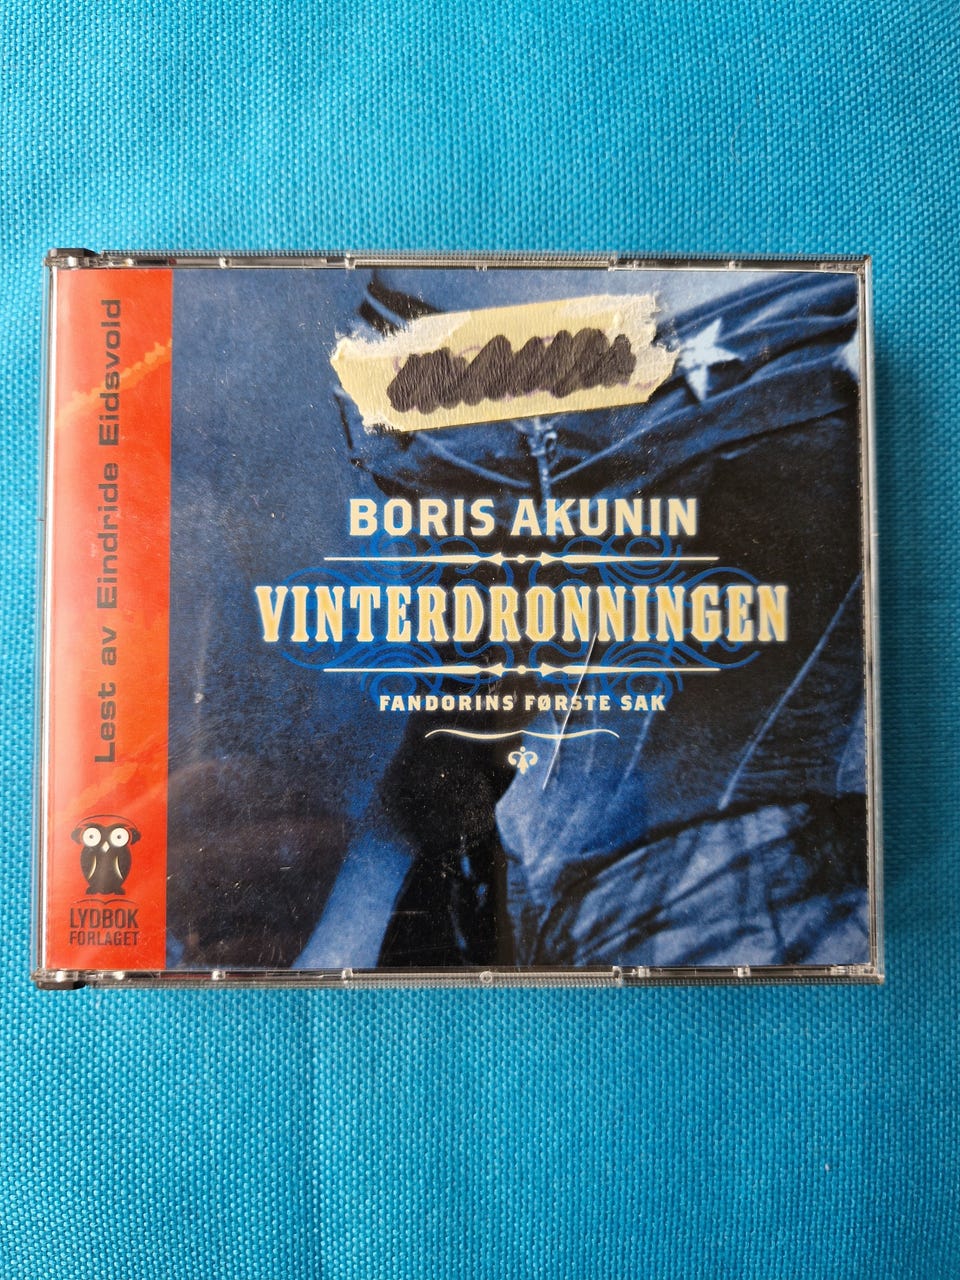 Lest av Eindride Eidsvold
BORIS AKUNIN
VINTERDRONNINGEN
FANDORINS FØRSTE SAK
LYDBOK
FORLAGET